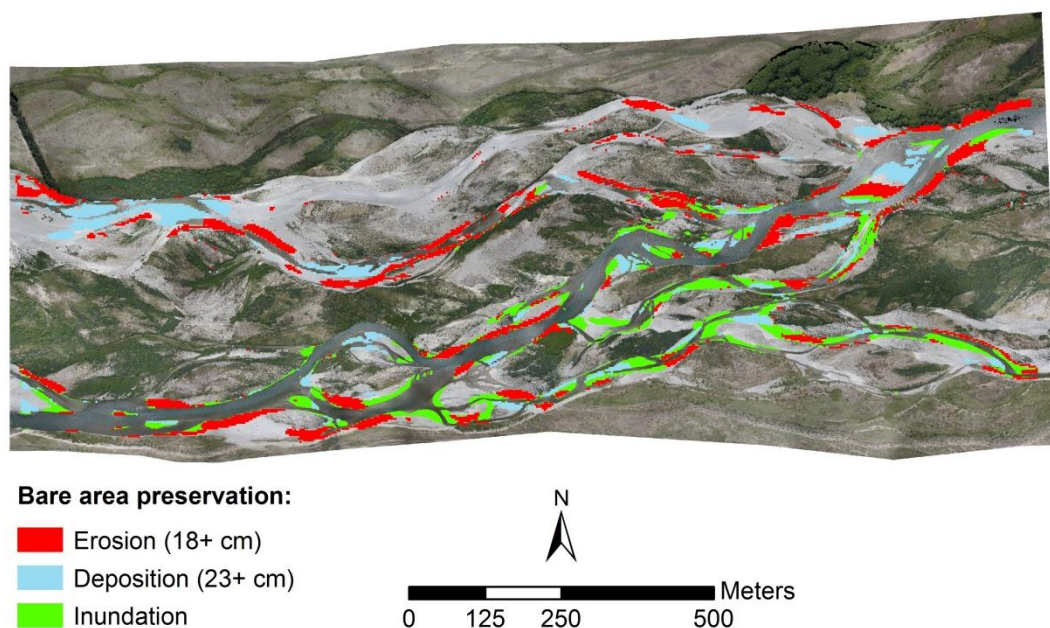 Bare area preservation:
Erosion (18+ cm)
Deposition (23+ cm)
Inundation
N
Meters
0 125 250 500